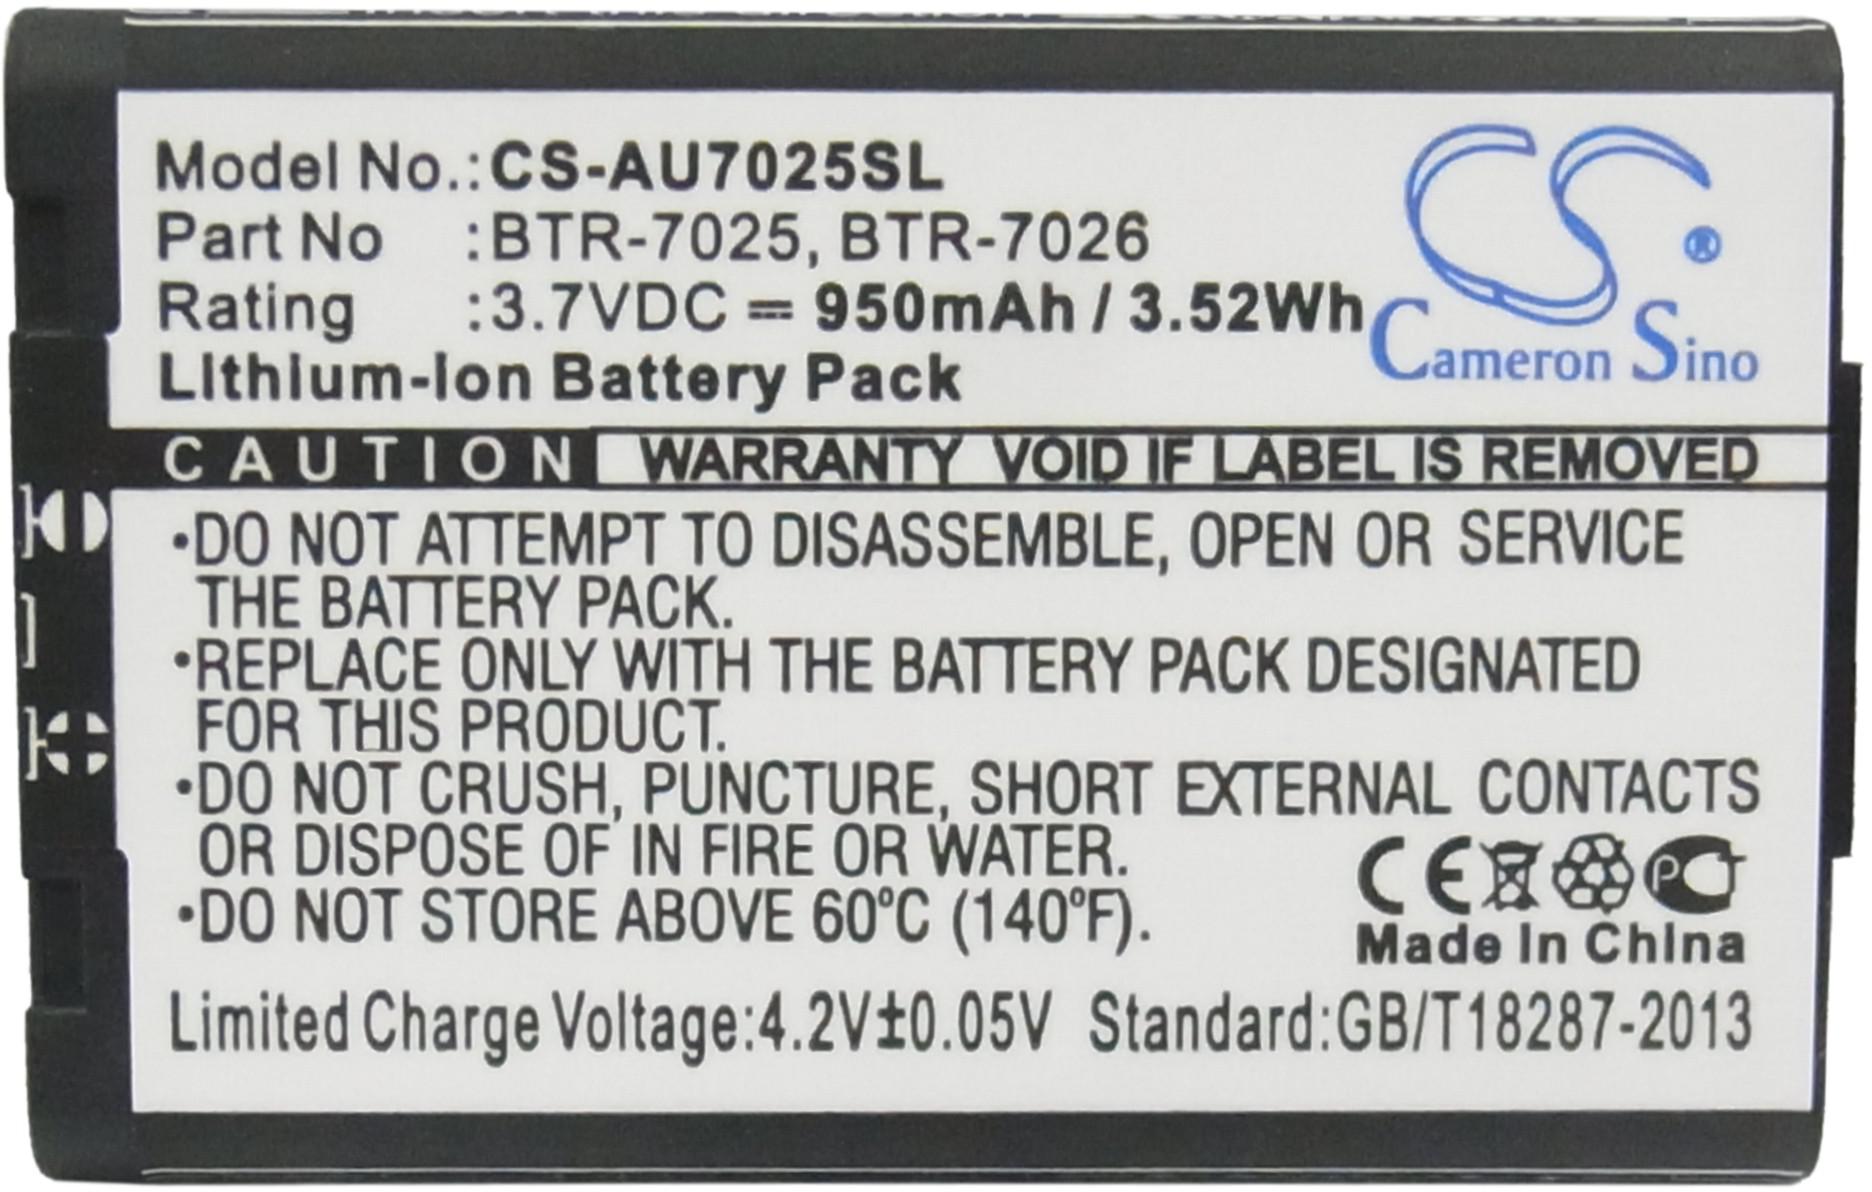 Model No.:CS-AU7025SL
Part No :BTR-7025, BTR-7026
Rating :3.7VDC = 950mAh / 3.52Wh
Lithium-Ion Battery Pack
CS ®
Cameron Sino
CAUTION WARRANTY VOID IF LABEL IS REMOVED
•DO NOT ATTEMPT TO DISASSEMBLE, OPEN OR SERVICE
THE BATTERY PACK.
•REPLACE ONLY WITH THE BATTERY PACK DESIGNATED
FOR THIS PRODUCT.
•DO NOT CRUSH, PUNCTURE, SHORT EXTERNAL CONTACTS
OR DISPOSE OF IN FIRE OR WATER.
•DO NOT STORE ABOVE 60°C (140°F).
CE PCT
Made In China
Limited Charge Voltage:4.2V±0.05V Standard:GB/T18287-2013